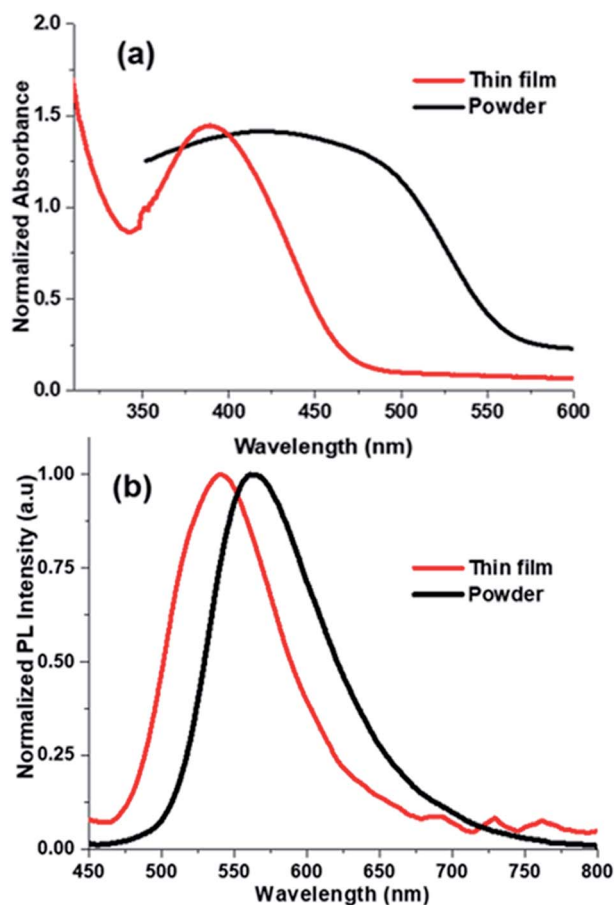 (a)
Thin film
Powder
Normalized Absorbance
2.0
1.5
1.0
0.5
0.0
350 400 450 500 550 600
Wavelength (nm)
(b)
Thin film
Powder
Normalized PL Intensity (a.u)
1.00
0.75
0.50
0.25
0.00
450 500 550 600 650 700 750 800
Wavelength (nm)